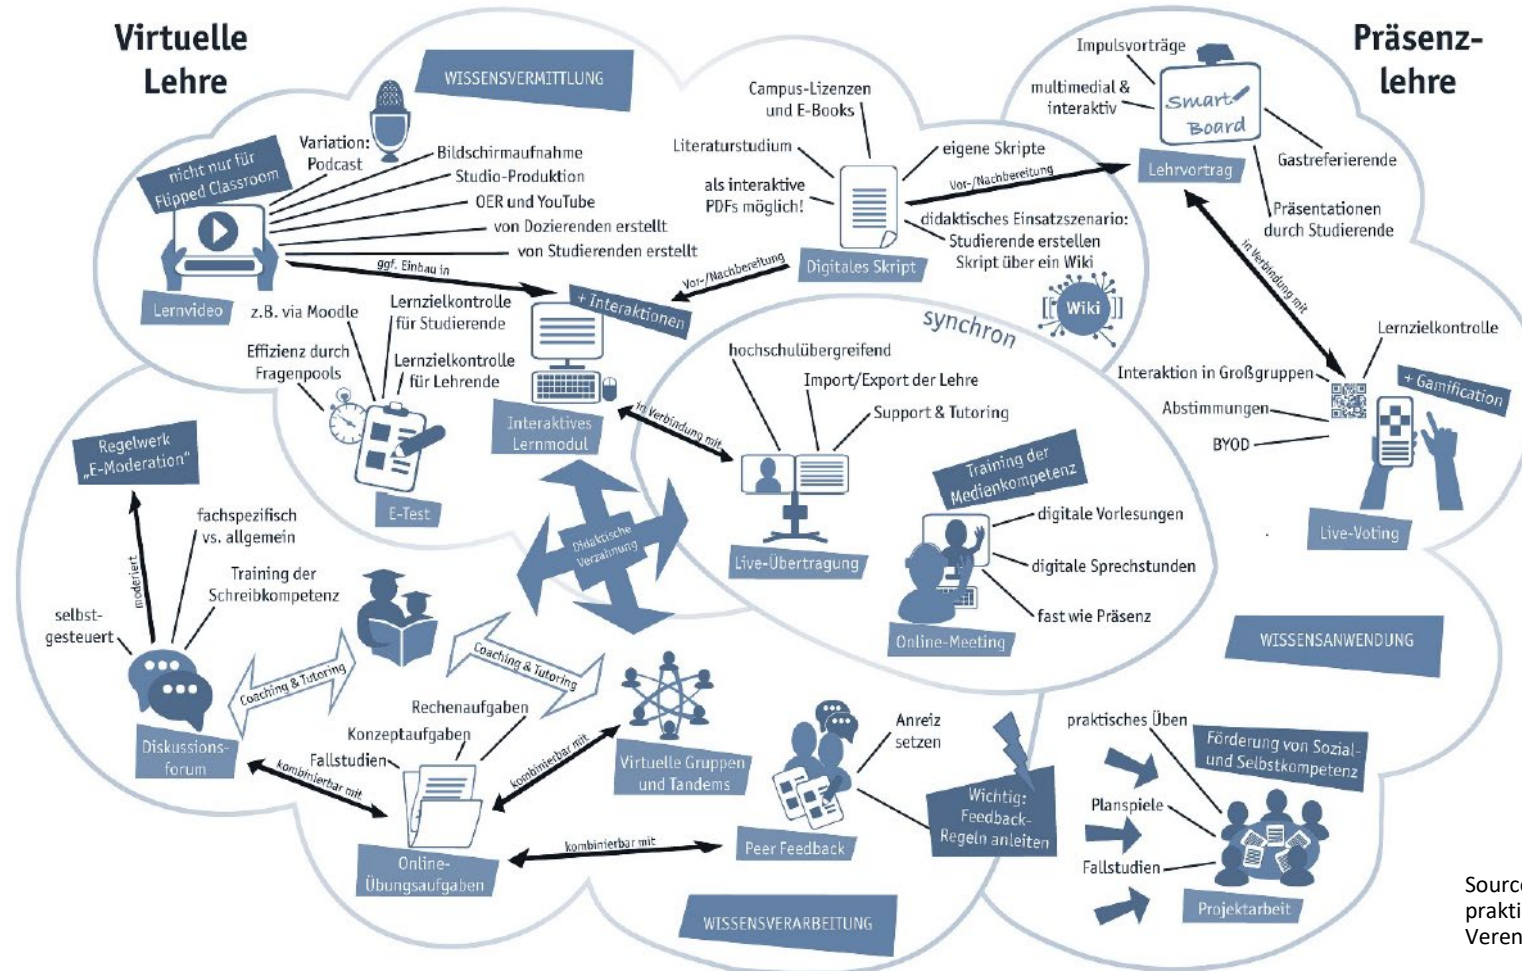 Virtuelle
Lehre
WISSENSVERMITTLUNG
nicht nur für
Flipped Classroom
Variation:
Podcast
Bildschirmaufnahme
Studio-Produktion
OER und YouTube
von Dozierenden erstellt
von Studierenden erstellt
Lernvideo
ggf. Einbau in
Campus-Lizenzen
und E-Books
Literaturstudium
als interaktive
PDFs möglich!
eigene Skripte
didaktisches Einsatzszenario:
Studierende erstellen
Skript über ein Wiki
Digitales Skript
Vor-/Nachbereitung
Vor-/Nachbereitung
Wiki
Präsenz-
lehre
Impulsvorträge
multimedial &
interaktiv
Smart
Board
Gastreferierende
Präsentationen
durch Studierende
Lehrvortrag
in Verbindung mit
Lernzielkontrolle
Interaktion in Großgruppen
Abstimmungen
BYOD
+ Gamification
Live-Voting
z.B. via Moodle
Effizienz durch
Fragenpools
Lernzielkontrolle
für Studierende
Lernzielkontrolle
für Lehrende
E-Test
+ Interaktionen
Interaktives
Lernmodul
in Verbindung mit
synchron
hochschulübergreifend
Import/Export der Lehre
Support & Tutoring
Live-Übertragung
Training der
Medienkompetenz
digitale Vorlesungen
digitale Sprechstunden
fast wie Präsenz
Online-Meeting
Didaktische
Verzahnung
Regelwerk
„E-Moderation“
moderiert
fachspezifisch
vs. allgemein
Training der
Schreibkompetenz
selbst-
gesteuert
Diskussions-
forum
Coaching & Tutoring
Coaching & Tutoring
kombinierbar mit
Rechenaufgaben
Konzeptaufgaben
Fallstudien
Online-
Übungsaufgaben
kombinierbar mit
Virtuelle Gruppen
und Tandems
kombinierbar mit
Anreiz
setzen
Peer Feedback
Wichtig:
Feedback-
Regeln anleiten
WISSENSVERARBEITUNG
WISSENSANWENDUNG
praktisches Üben
Planspiele
Fallstudien
Förderung von Sozial-
und Selbstkompetenz
Projektarbeit
Source
prakti
Veren